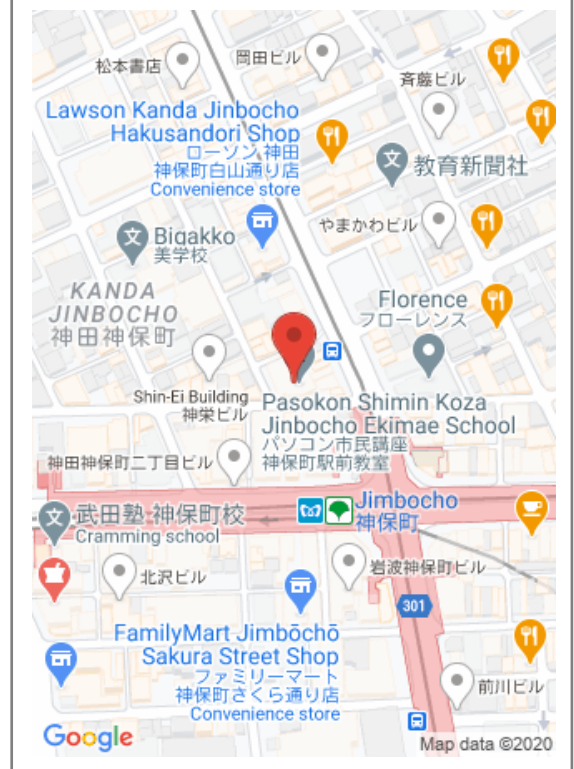 松本書店
岡田ビル
斉藤ビル
Lawson Kanda Jinbocho
Hakusandori Shop
ローソン 神田
神保町白山通り店
Convenience store
教育新聞社
文
やまかわビル
文
Bigakko
美学校
KANDA
JINBOCHO
神田神保町
Florence
フローレンス
Shin-Ei Building
神栄ビル
Pasokon Shimin Koza
Jinbocho Ekimae School
パソコン市民講座
神保町駅前教室
神田神保町二丁目ビル
Jimbocho
神保町
文
武田塾 神保町校
Cramming school
北沢ビル
岩波神保町ビル
301
FamilyMart Jimbōchō
Sakura Street Shop
ファミリーマート
神保町さくら通り店
Convenience store
前川ビル
Google
Map data ©2020